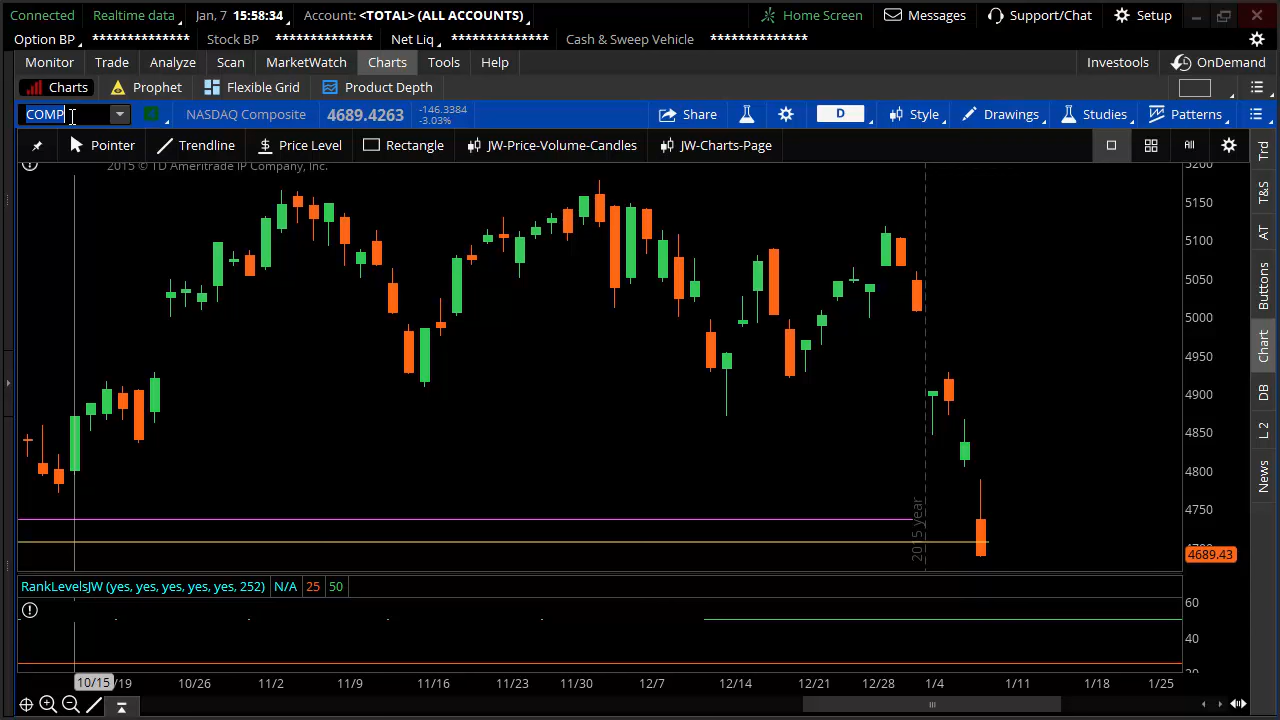 Connected Realtime data Jan, 7 15:58:34 Account: <TOTAL> (ALL ACCOUNTS) Home Screen Messages Support/Chat Setup
Option BP ************** Stock BP ************** Net Liq ************** Cash & Sweep Vehicle **************
Monitor Trade Analyze Scan MarketWatch Charts Tools Help Investools OnDemand
Charts Prophet Flexible Grid Product Depth
COMP NASDAQ Composite 4689.4263 -146.3384 Share D Style Drawings Studies Patterns
-3.03%
Pointer Trendline Price Level Rectangle JW-Price-Volume-Candles JW-Charts-Page All
2015 © TD Ameritrade IP Company, Inc.
5200
5150
5100
5050
5000
4950
4900
4850
4800
4750
4700
4689.43
2015 year
Trd
T&S
AT
Buttons
Chart
DB
L 2
News
RankLevelsJW (yes, yes, yes, yes, yes, 252) N/A 25 50
60
40
20
10/15 /19 10/26 11/2 11/9 11/16 11/23 11/30 12/7 12/14 12/21 12/28 1/4 1/11 1/18 1/25